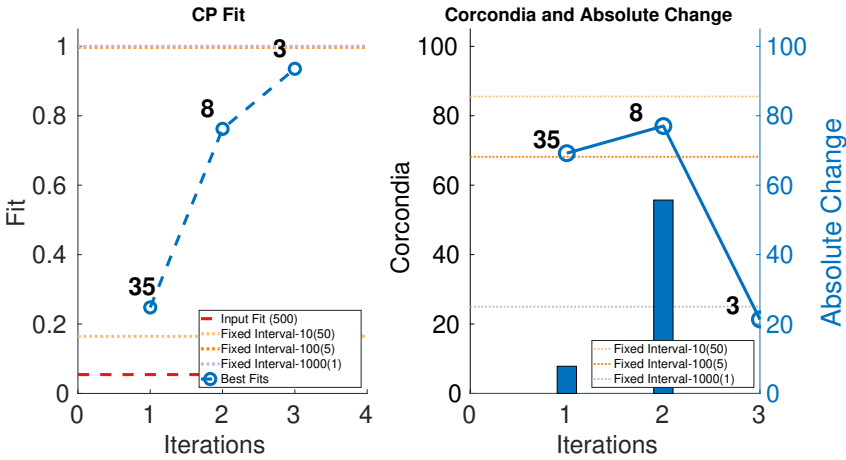 CP Fit
1
0.8
0.6
0.4
0.2
0
Fit
3
8
35
Input Fit (500)
Fixed Interval-10(50)
Fixed Interval-100(5)
Fixed Interval-1000(1)
Best Fits
0 1 2 3 4
Iterations
Corcondia and Absolute Change
100
80
60
40
20
0
Corcondia
35
8
3
Fixed Interval-10(50)
Fixed Interval-100(5)
Fixed Interval-1000(1)
0 1 2 3
Iterations
100
80
60
40
20
0
Absolute Change